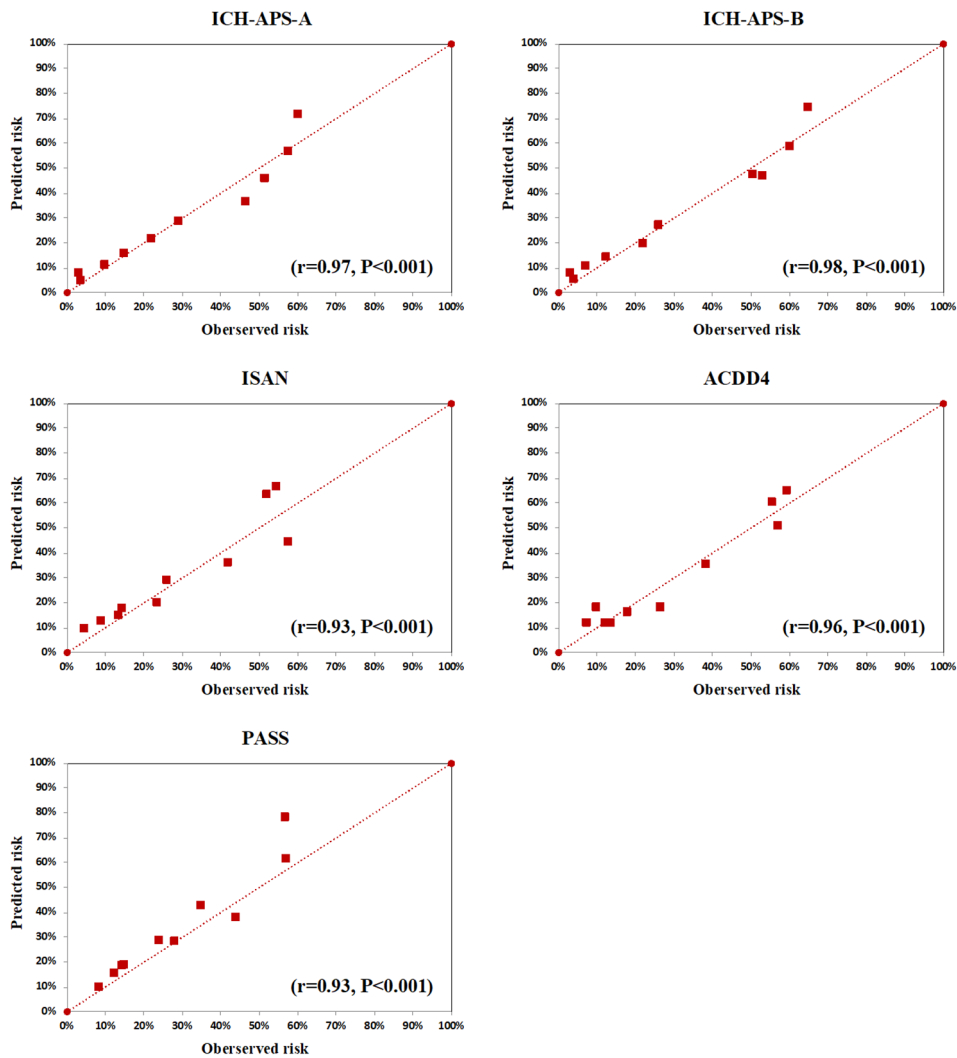 ICH-APS-A
100%
90%
80%
70%
60%
50%
40%
30%
20%
10%
0%
Predicted risk
(r=0.97, P<0.001)
0% 10% 20% 30% 40% 50% 60% 70% 80% 90% 100%
Oberserved risk
ICH-APS-B
100%
90%
80%
70%
60%
50%
40%
30%
20%
10%
0%
Predicted risk
(r=0.98, P<0.001)
0% 10% 20% 30% 40% 50% 60% 70% 80% 90% 100%
Oberserved risk
ISAN
100%
90%
80%
70%
60%
50%
40%
30%
20%
10%
0%
Predicted risk
(r=0.93, P<0.001)
0% 10% 20% 30% 40% 50% 60% 70% 80% 90% 100%
Oberserved risk
ACDD4
100%
90%
80%
70%
60%
50%
40%
30%
20%
10%
0%
Predicted risk
(r=0.96, P<0.001)
0% 10% 20% 30% 40% 50% 60% 70% 80% 90% 100%
Oberserved risk
PASS
100%
90%
80%
70%
60%
50%
40%
30%
20%
10%
0%
Predicted risk
(r=0.93, P<0.001)
0% 10% 20% 30% 40% 50% 60% 70% 80% 90% 100%
Oberserved risk